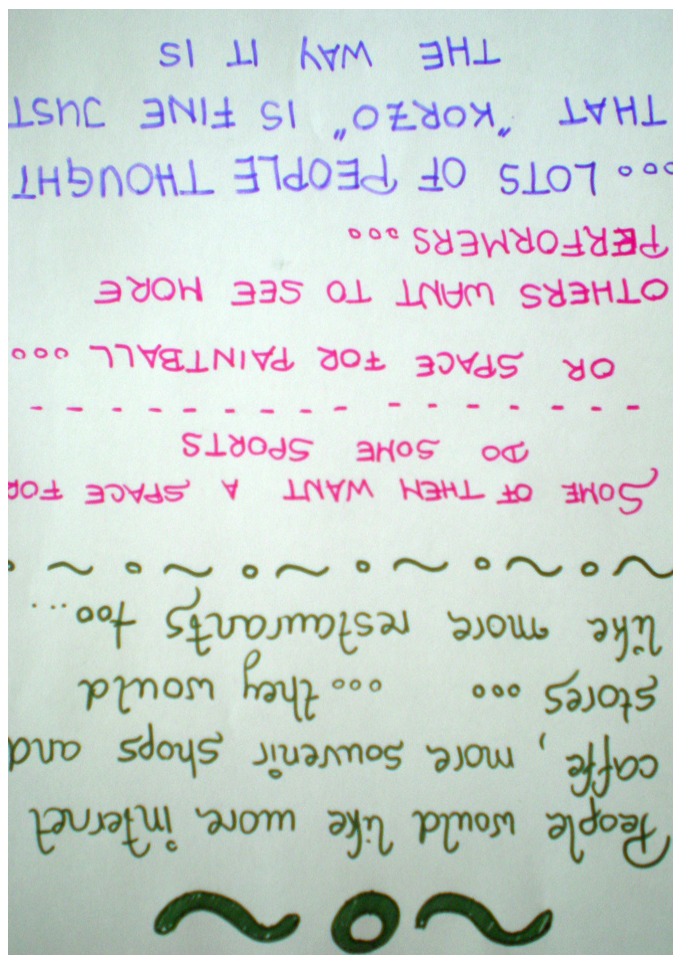 People would like more internet
caffe, more souvenir shops and
stores ... ... they would
like more restaurants too...
SOME OF THEM WANT A SPACE FOR
DO SOME SPORTS
OR SPACE FOR PAINTBALL ...
OTHERS WANT TO SEE MORE
PERFORMERS ...
... LOTS OF PEOPLE THOUGHT
THAT "KORZO" IS FINE JUST
THE WAY IT IS